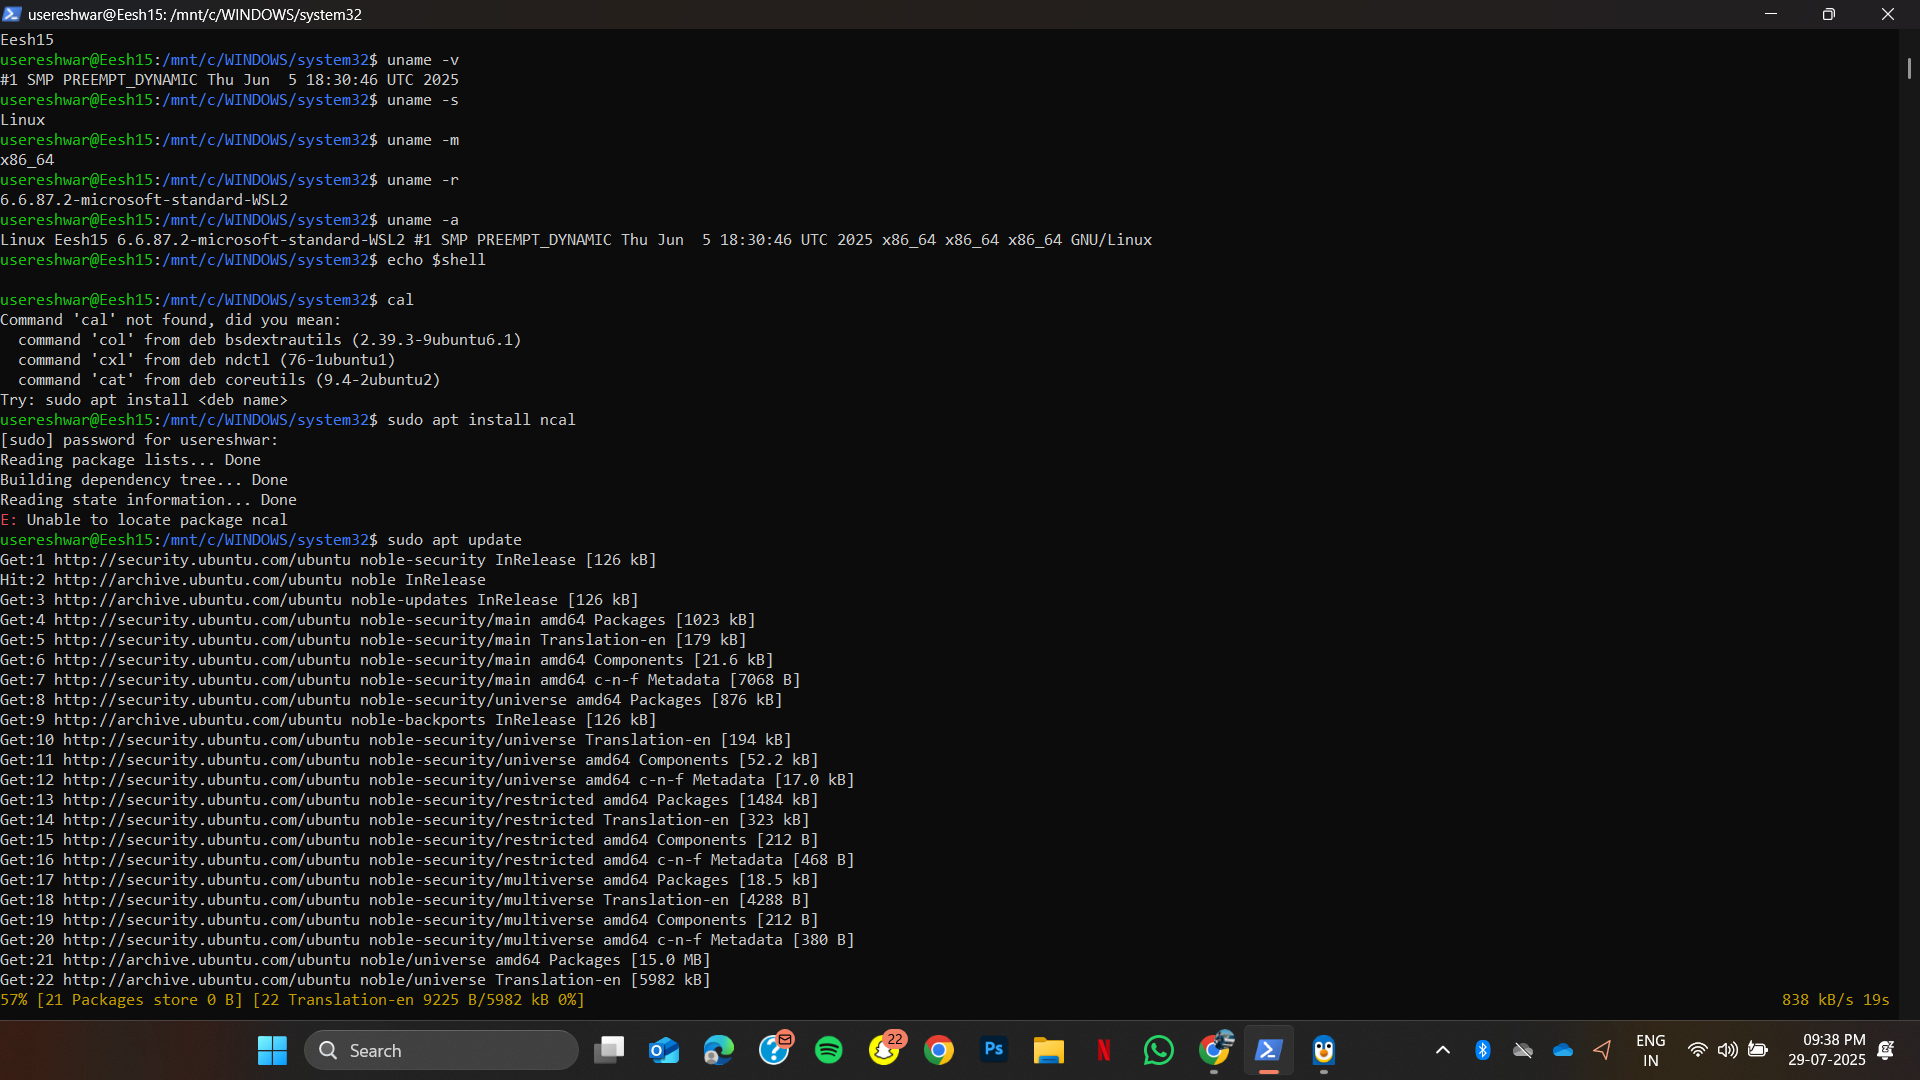 usereshwar@Eesh15: /mnt/c/WINDOWS/system32
Eesh15
usereshwar@Eesh15:/mnt/c/WINDOWS/system32$ uname -v
#1 SMP PREEMPT_DYNAMIC Thu Jun  5 18:30:46 UTC 2025
usereshwar@Eesh15:/mnt/c/WINDOWS/system32$ uname -s
Linux
usereshwar@Eesh15:/mnt/c/WINDOWS/system32$ uname -m
x86_64
usereshwar@Eesh15:/mnt/c/WINDOWS/system32$ uname -r
6.6.87.2-microsoft-standard-WSL2
usereshwar@Eesh15:/mnt/c/WINDOWS/system32$ uname -a
Linux Eesh15 6.6.87.2-microsoft-standard-WSL2 #1 SMP PREEMPT_DYNAMIC Thu Jun  5 18:30:46 UTC 2025 x86_64 x86_64 x86_64 GNU/Linux
usereshwar@Eesh15:/mnt/c/WINDOWS/system32$ echo $shell
usereshwar@Eesh15:/mnt/c/WINDOWS/system32$ cal
Command 'cal' not found, did you mean:
  command 'col' from deb bsdextrautils (2.39.3-9ubuntu6.1)
  command 'cxl' from deb ndctl (76-1ubuntu1)
  command 'cat' from deb coreutils (9.4-2ubuntu2)
Try: sudo apt install <deb name>
usereshwar@Eesh15:/mnt/c/WINDOWS/system32$ sudo apt install ncal
[sudo] password for usereshwar:
Reading package lists... Done
Building dependency tree... Done
Reading state information... Done
E: Unable to locate package ncal
usereshwar@Eesh15:/mnt/c/WINDOWS/system32$ sudo apt update
Get:1 http://security.ubuntu.com/ubuntu noble-security InRelease [126 kB]
Hit:2 http://archive.ubuntu.com/ubuntu noble InRelease
Get:3 http://archive.ubuntu.com/ubuntu noble-updates InRelease [126 kB]
Get:4 http://security.ubuntu.com/ubuntu noble-security/main amd64 Packages [1023 kB]
Get:5 http://security.ubuntu.com/ubuntu noble-security/main Translation-en [179 kB]
Get:6 http://security.ubuntu.com/ubuntu noble-security/main amd64 Components [21.6 kB]
Get:7 http://security.ubuntu.com/ubuntu noble-security/main amd64 c-n-f Metadata [7068 B]
Get:8 http://security.ubuntu.com/ubuntu noble-security/universe amd64 Packages [876 kB]
Get:9 http://archive.ubuntu.com/ubuntu noble-backports InRelease [126 kB]
Get:10 http://security.ubuntu.com/ubuntu noble-security/universe Translation-en [194 kB]
Get:11 http://security.ubuntu.com/ubuntu noble-security/universe amd64 Components [52.2 kB]
Get:12 http://security.ubuntu.com/ubuntu noble-security/universe amd64 c-n-f Metadata [17.0 kB]
Get:13 http://security.ubuntu.com/ubuntu noble-security/restricted amd64 Packages [1484 kB]
Get:14 http://security.ubuntu.com/ubuntu noble-security/restricted Translation-en [323 kB]
Get:15 http://security.ubuntu.com/ubuntu noble-security/restricted amd64 Components [212 B]
Get:16 http://security.ubuntu.com/ubuntu noble-security/restricted amd64 c-n-f Metadata [468 B]
Get:17 http://security.ubuntu.com/ubuntu noble-security/multiverse amd64 Packages [18.5 kB]
Get:18 http://security.ubuntu.com/ubuntu noble-security/multiverse Translation-en [4288 B]
Get:19 http://security.ubuntu.com/ubuntu noble-security/multiverse amd64 Components [212 B]
Get:20 http://security.ubuntu.com/ubuntu noble-security/multiverse amd64 c-n-f Metadata [380 B]
Get:21 http://archive.ubuntu.com/ubuntu noble/universe amd64 Packages [15.0 MB]
Get:22 http://archive.ubuntu.com/ubuntu noble/universe Translation-en [5982 kB]
57% [21 Packages store 0 B] [22 Translation-en 9225 B/5982 kB 0%] 838 kB/s 19s
Search
22
Ps
ENG
IN
09:38 PM
29-07-2025